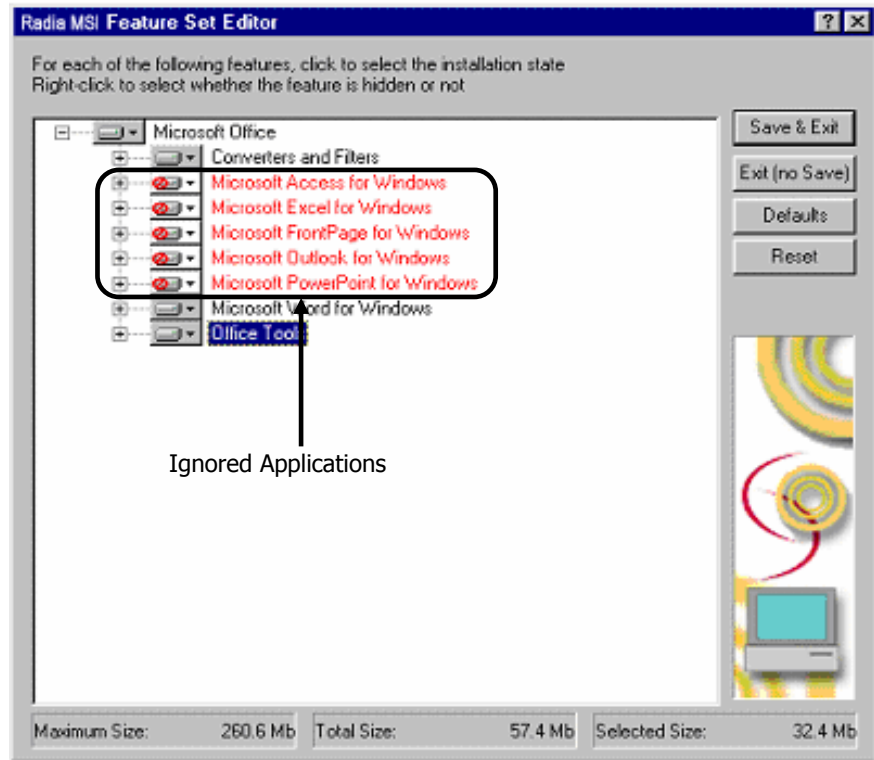 Radia MSI Feature Set Editor
For each of the following features, click to select the installation state
Right-click to select whether the feature is hidden or not
Microsoft Office
Converters and Filters
Microsoft Access for Windows
Microsoft Excel for Windows
Microsoft FrontPage for Windows
Microsoft Outlook for Windows
Microsoft PowerPoint for Windows
Microsoft Word for Windows
Office Tools
Ignored Applications
Save & Exit
Exit (no Save)
Defaults
Reset
Maximum Size: 260.6 Mb Total Size: 57.4 Mb Selected Size: 32.4 Mb